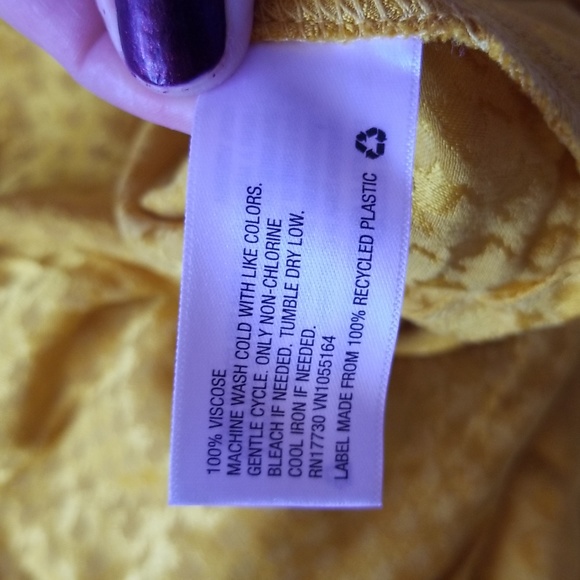 100% VISCOSE
MACHINE WASH COLD WITH LIKE COLORS.
GENTLE CYCLE. ONLY NON-CHLORINE
BLEACH IF NEEDED. TUMBLE DRY LOW.
COOL IRON IF NEEDED.
RN17730 VN1055164
LABEL MADE FROM 100% RECYCLED PLASTIC